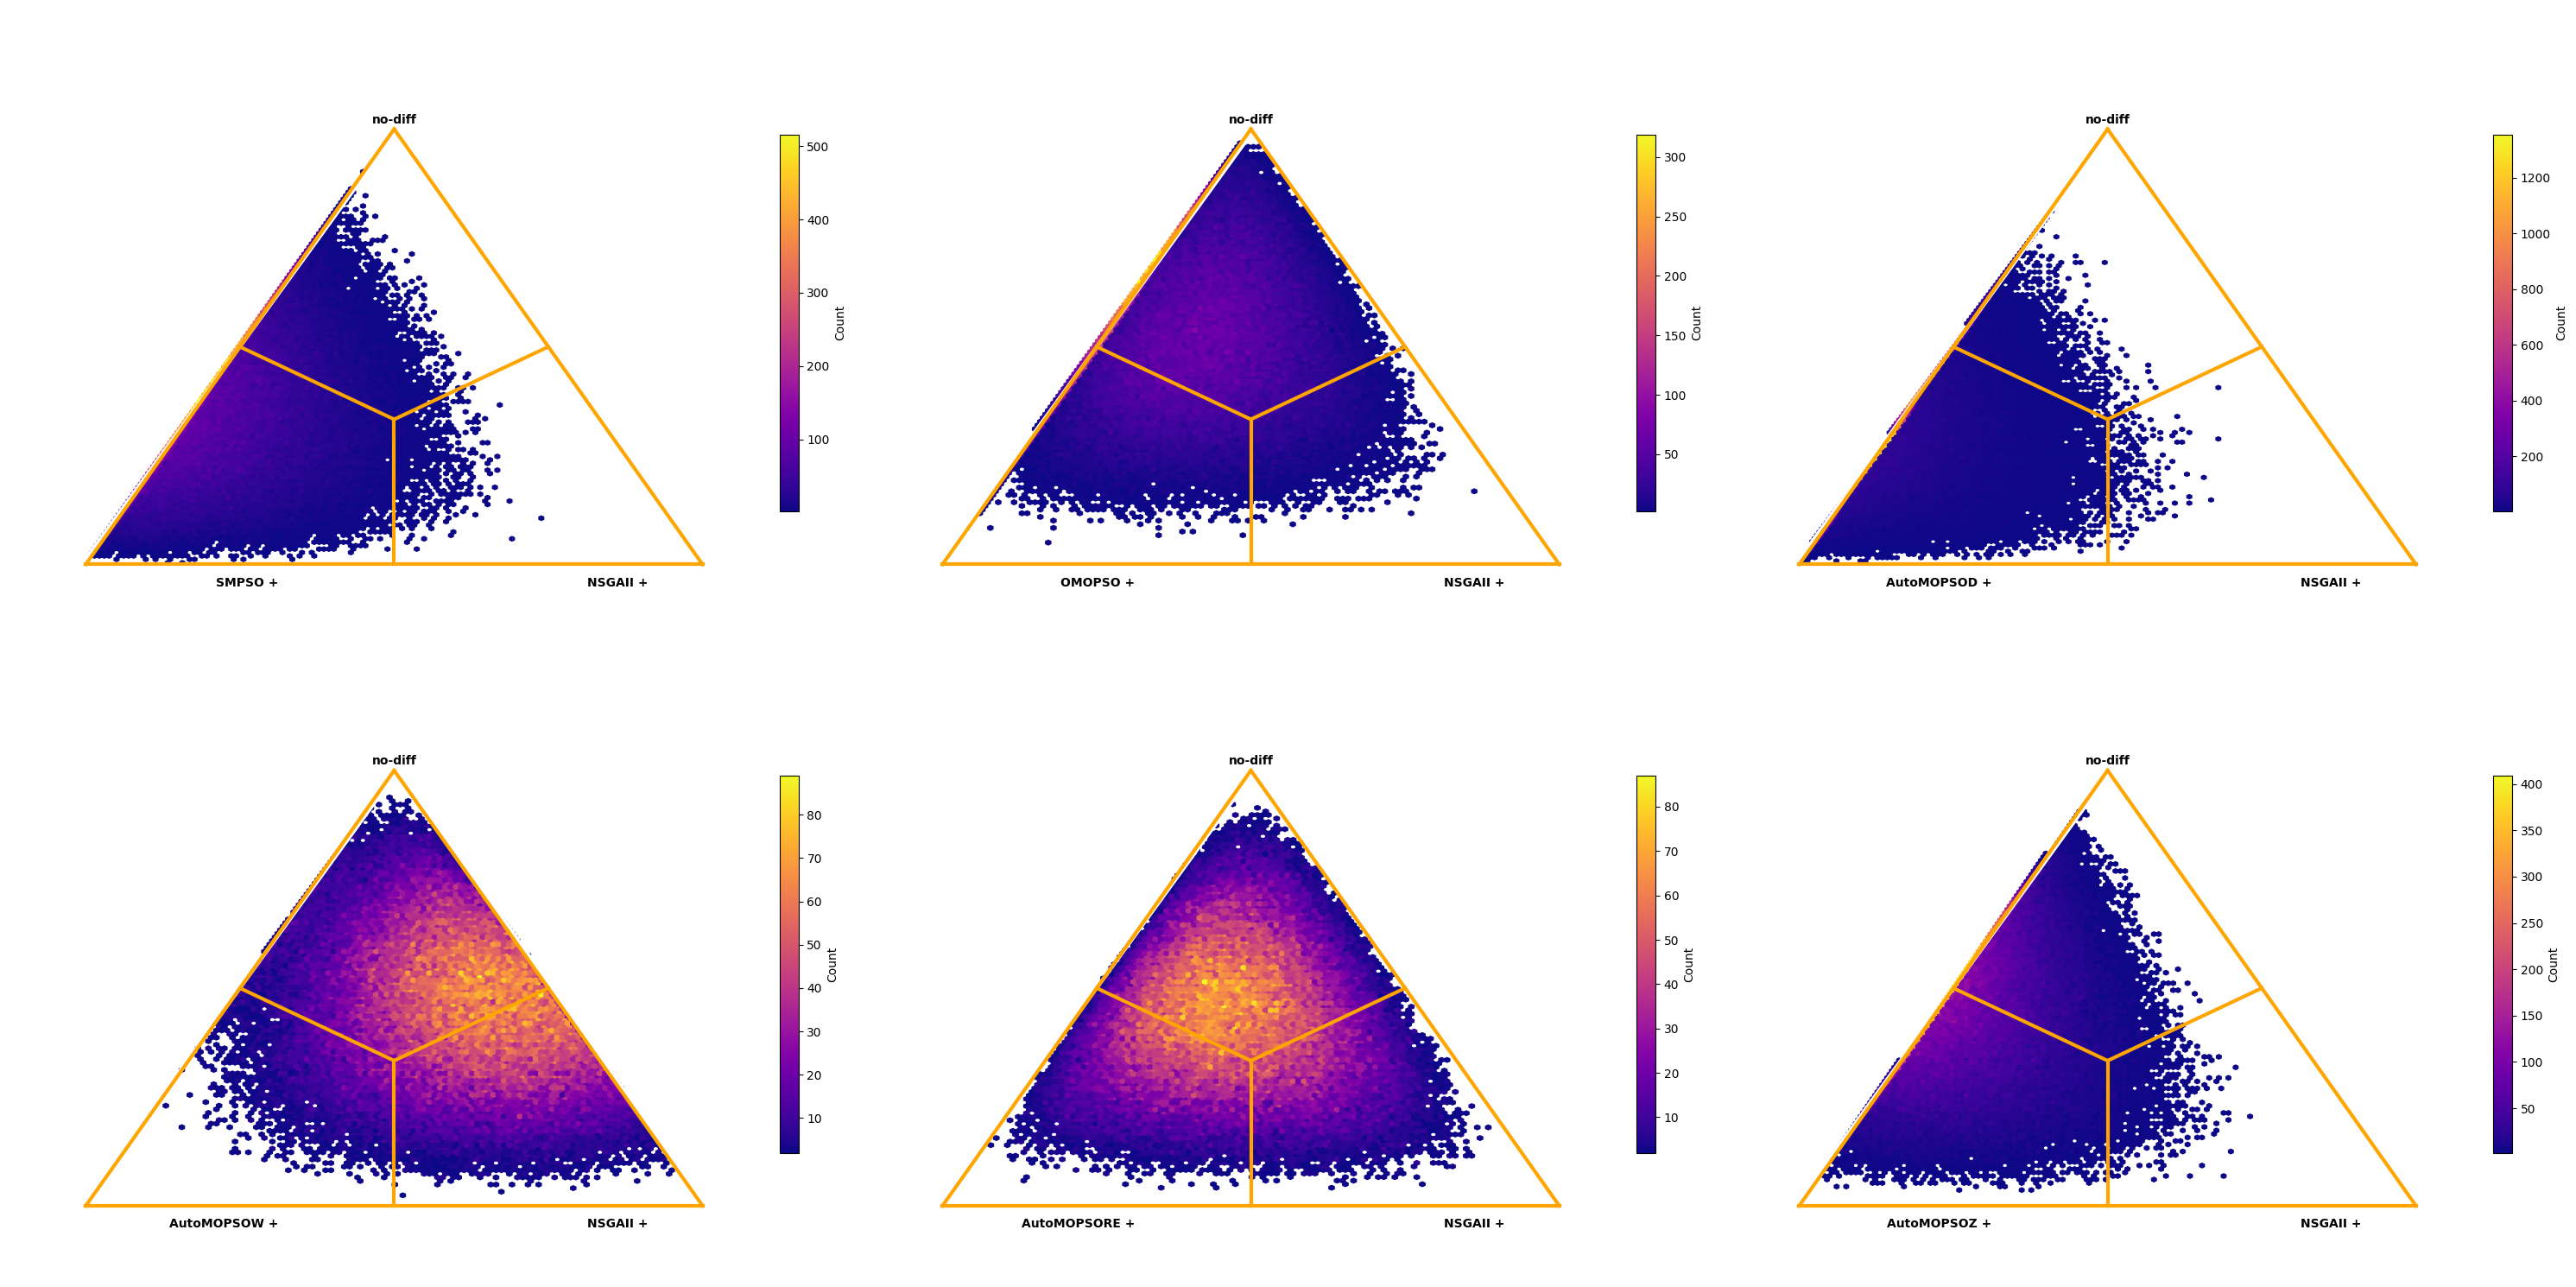 no-diff
500
400
300
200
100
Count
SMPSO +
NSGAII +
no-diff
300
250
200
150
100
50
Count
OMOPSO +
NSGAII +
no-diff
1200
1000
800
600
400
200
Count
AutoMOPSOD +
NSGAII +
no-diff
80
70
60
50
40
30
20
10
Count
AutoMOPSOW +
NSGAII +
no-diff
80
70
60
50
40
30
20
10
Count
AutoMOPSORE +
NSGAII +
no-diff
400
350
300
250
200
150
100
50
Count
AutoMOPSOZ +
NSGAII +